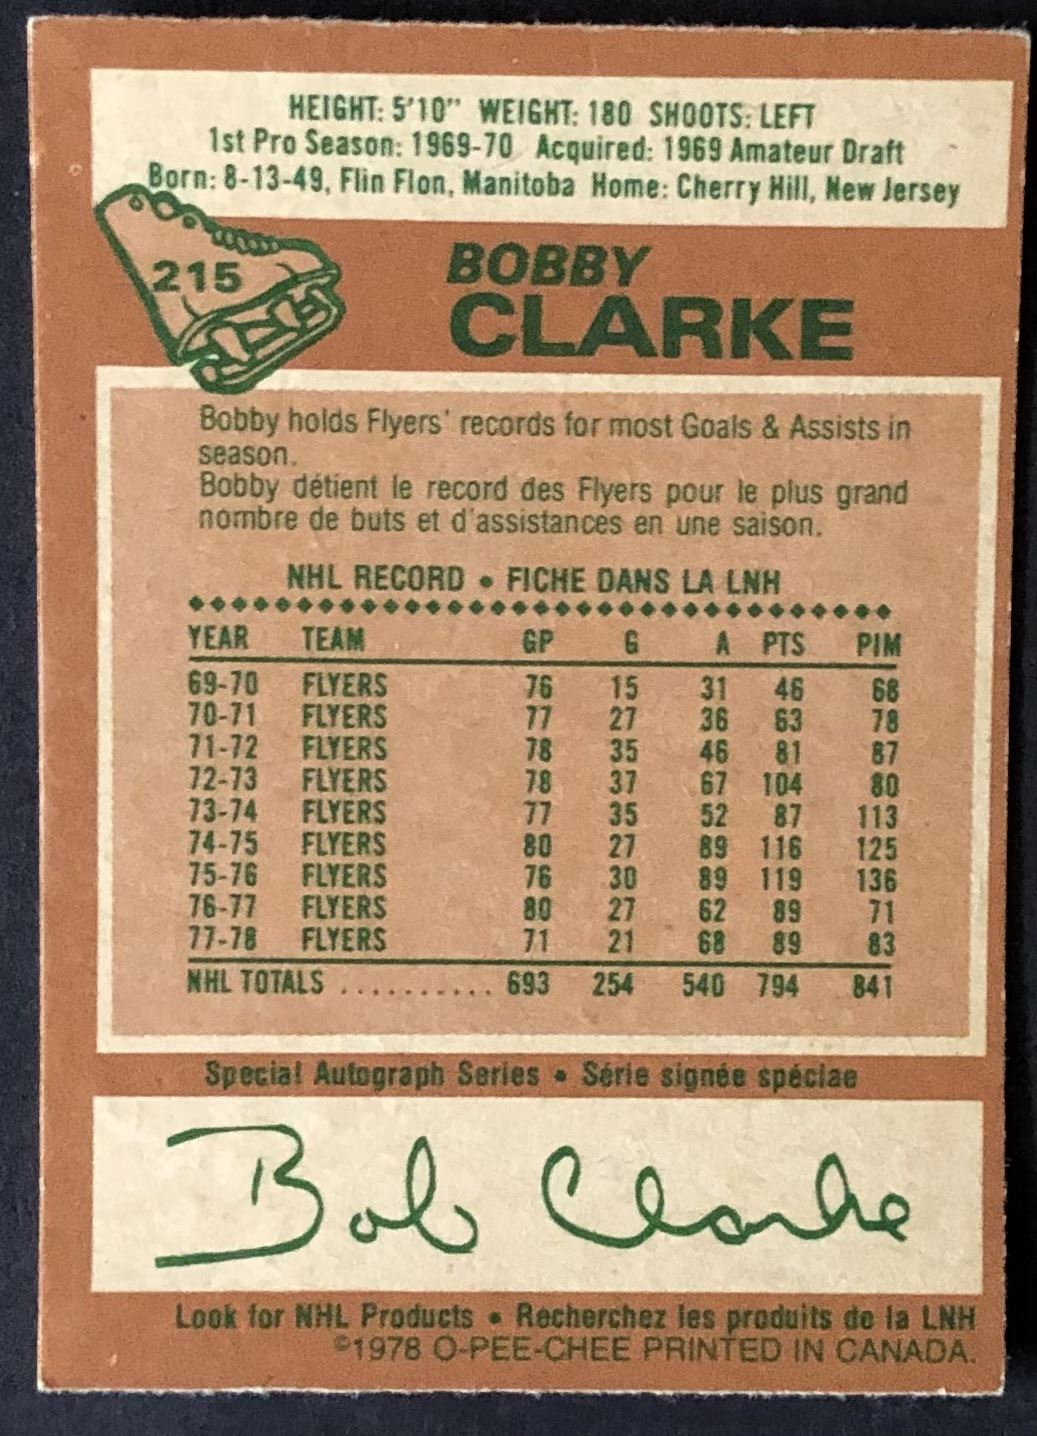 HEIGHT: 5'10" WEIGHT: 180 SHOOTS: LEFT
1st Pro Season: 1969-70 Acquired: 1969 Amateur Draft
Born: 8-13-49, Flin Flon, Manitoba Home: Cherry Hill, New Jersey
215
BOBBY
CLARKE
Bobby holds Flyers' records for most Goals & Assists in
season.
Bobby détient le record des Flyers pour le plus grand
nombre de buts et d'assistances en une saison.
NHL RECORD • FICHE DANS LA LNH
YEAR TEAM GP G A PTS PIM
69-70 FLYERS 76 15 31 46 68
70-71 FLYERS 77 27 36 63 78
71-72 FLYERS 78 35 46 81 87
72-73 FLYERS 78 37 67 104 80
73-74 FLYERS 77 35 52 87 113
74-75 FLYERS 80 27 89 116 125
75-76 FLYERS 76 30 89 119 136
76-77 FLYERS 80 27 62 89 71
77-78 FLYERS 71 21 68 89 83
NHL TOTALS .......... 693 254 540 794 841
Special Autograph Series • Série signée spéciae
Bob Clarke
Look for NHL Products • Recherchez les produits de la LNH
©1978 O-PEE-CHEE PRINTED IN CANADA.